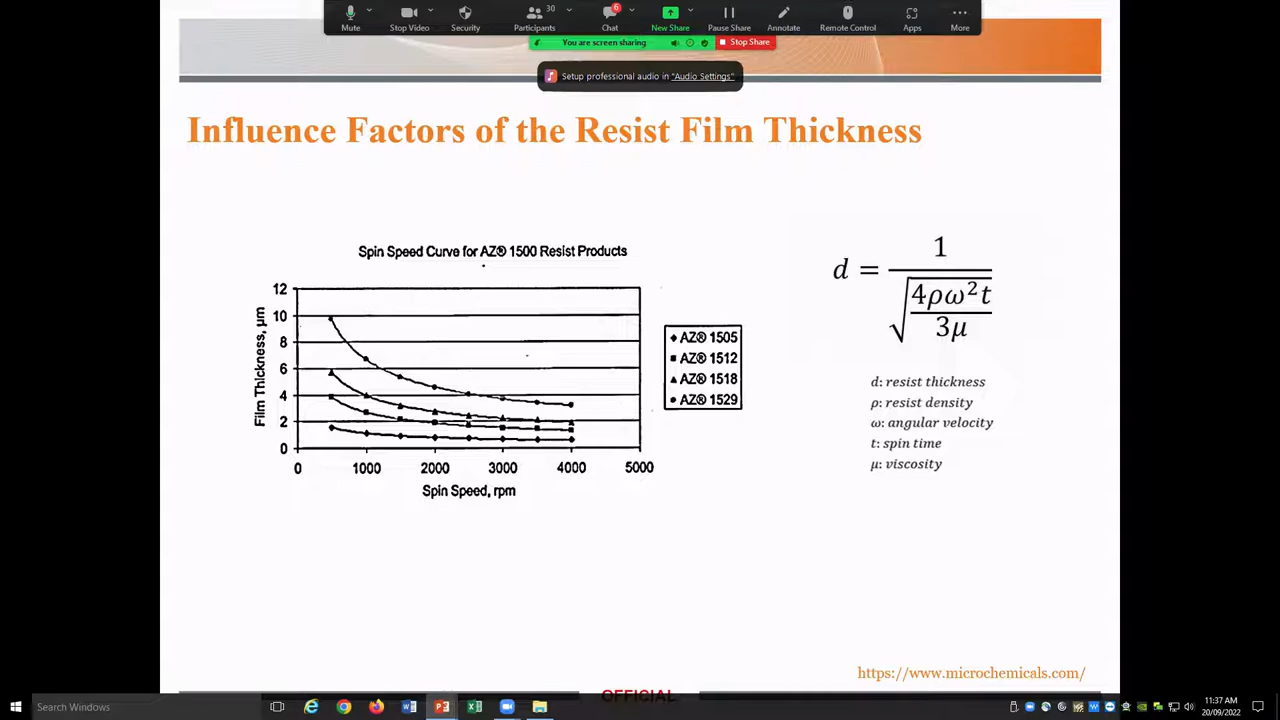 Mute
Stop Video
Security
30
Participants
6
Chat
New Share
Pause Share
Annotate
Remote Control
Apps
More
You are screen sharing
Stop Share
Setup professional audio in "Audio Settings"
Influence Factors of the Resist Film Thickness
Spin Speed Curve for AZ® 1500 Resist Products
Film Thickness, µm
12
10
8
6
4
2
0
0 1000 2000 3000 4000 5000
Spin Speed, rpm
AZ® 1505
AZ® 1512
AZ® 1518
AZ® 1529
d = 1 / √(4ρω²t / 3μ)
d: resist thickness
ρ: resist density
ω: angular velocity
t: spin time
μ: viscosity
https://www.microchemicals.com/
OFFICIAL
Search Windows
11:37 AM
20/09/2022